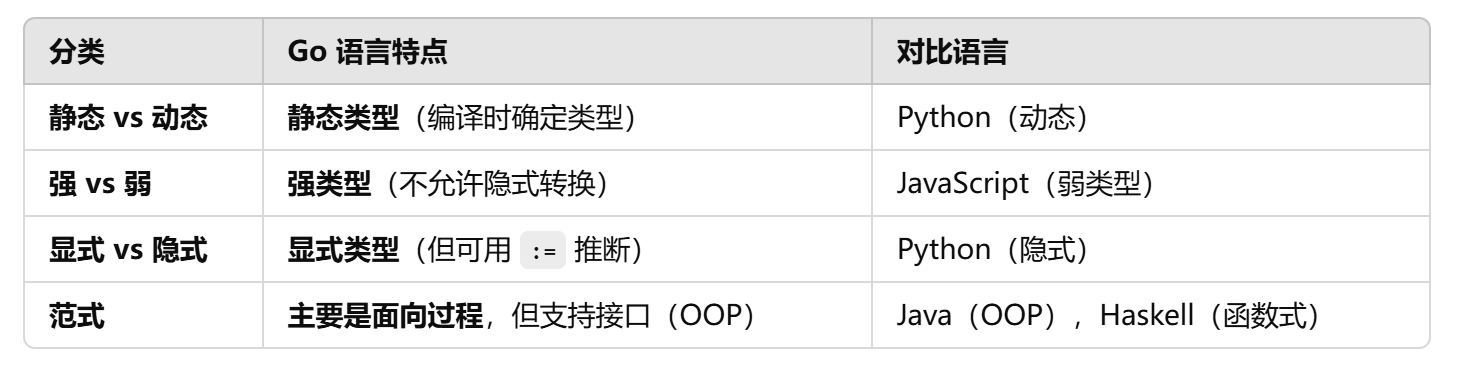 分类 Go 语言特点 对比语言
静态 vs 动态 静态类型（编译时确定类型） Python（动态）
强 vs 弱 强类型（不允许隐式转换） JavaScript（弱类型）
显式 vs 隐式 显式类型（但可用 := 推断） Python（隐式）
范式 主要是面向过程，但支持接口（OOP） Java（OOP），Haskell（函数式）